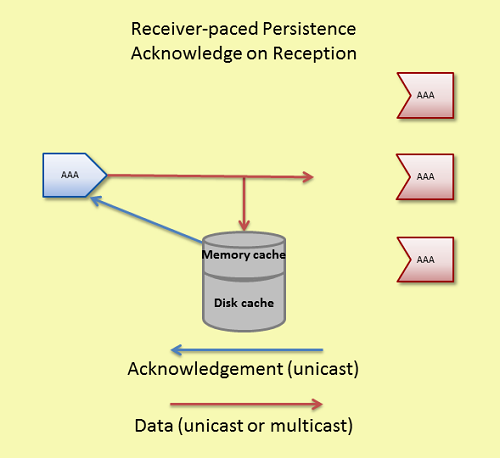 Receiver-paced Persistence
Acknowledge on Reception
AAA
AAA
AAA
AAA
Memory cache
Disk cache
Acknowledgement (unicast)
Data (unicast or multicast)